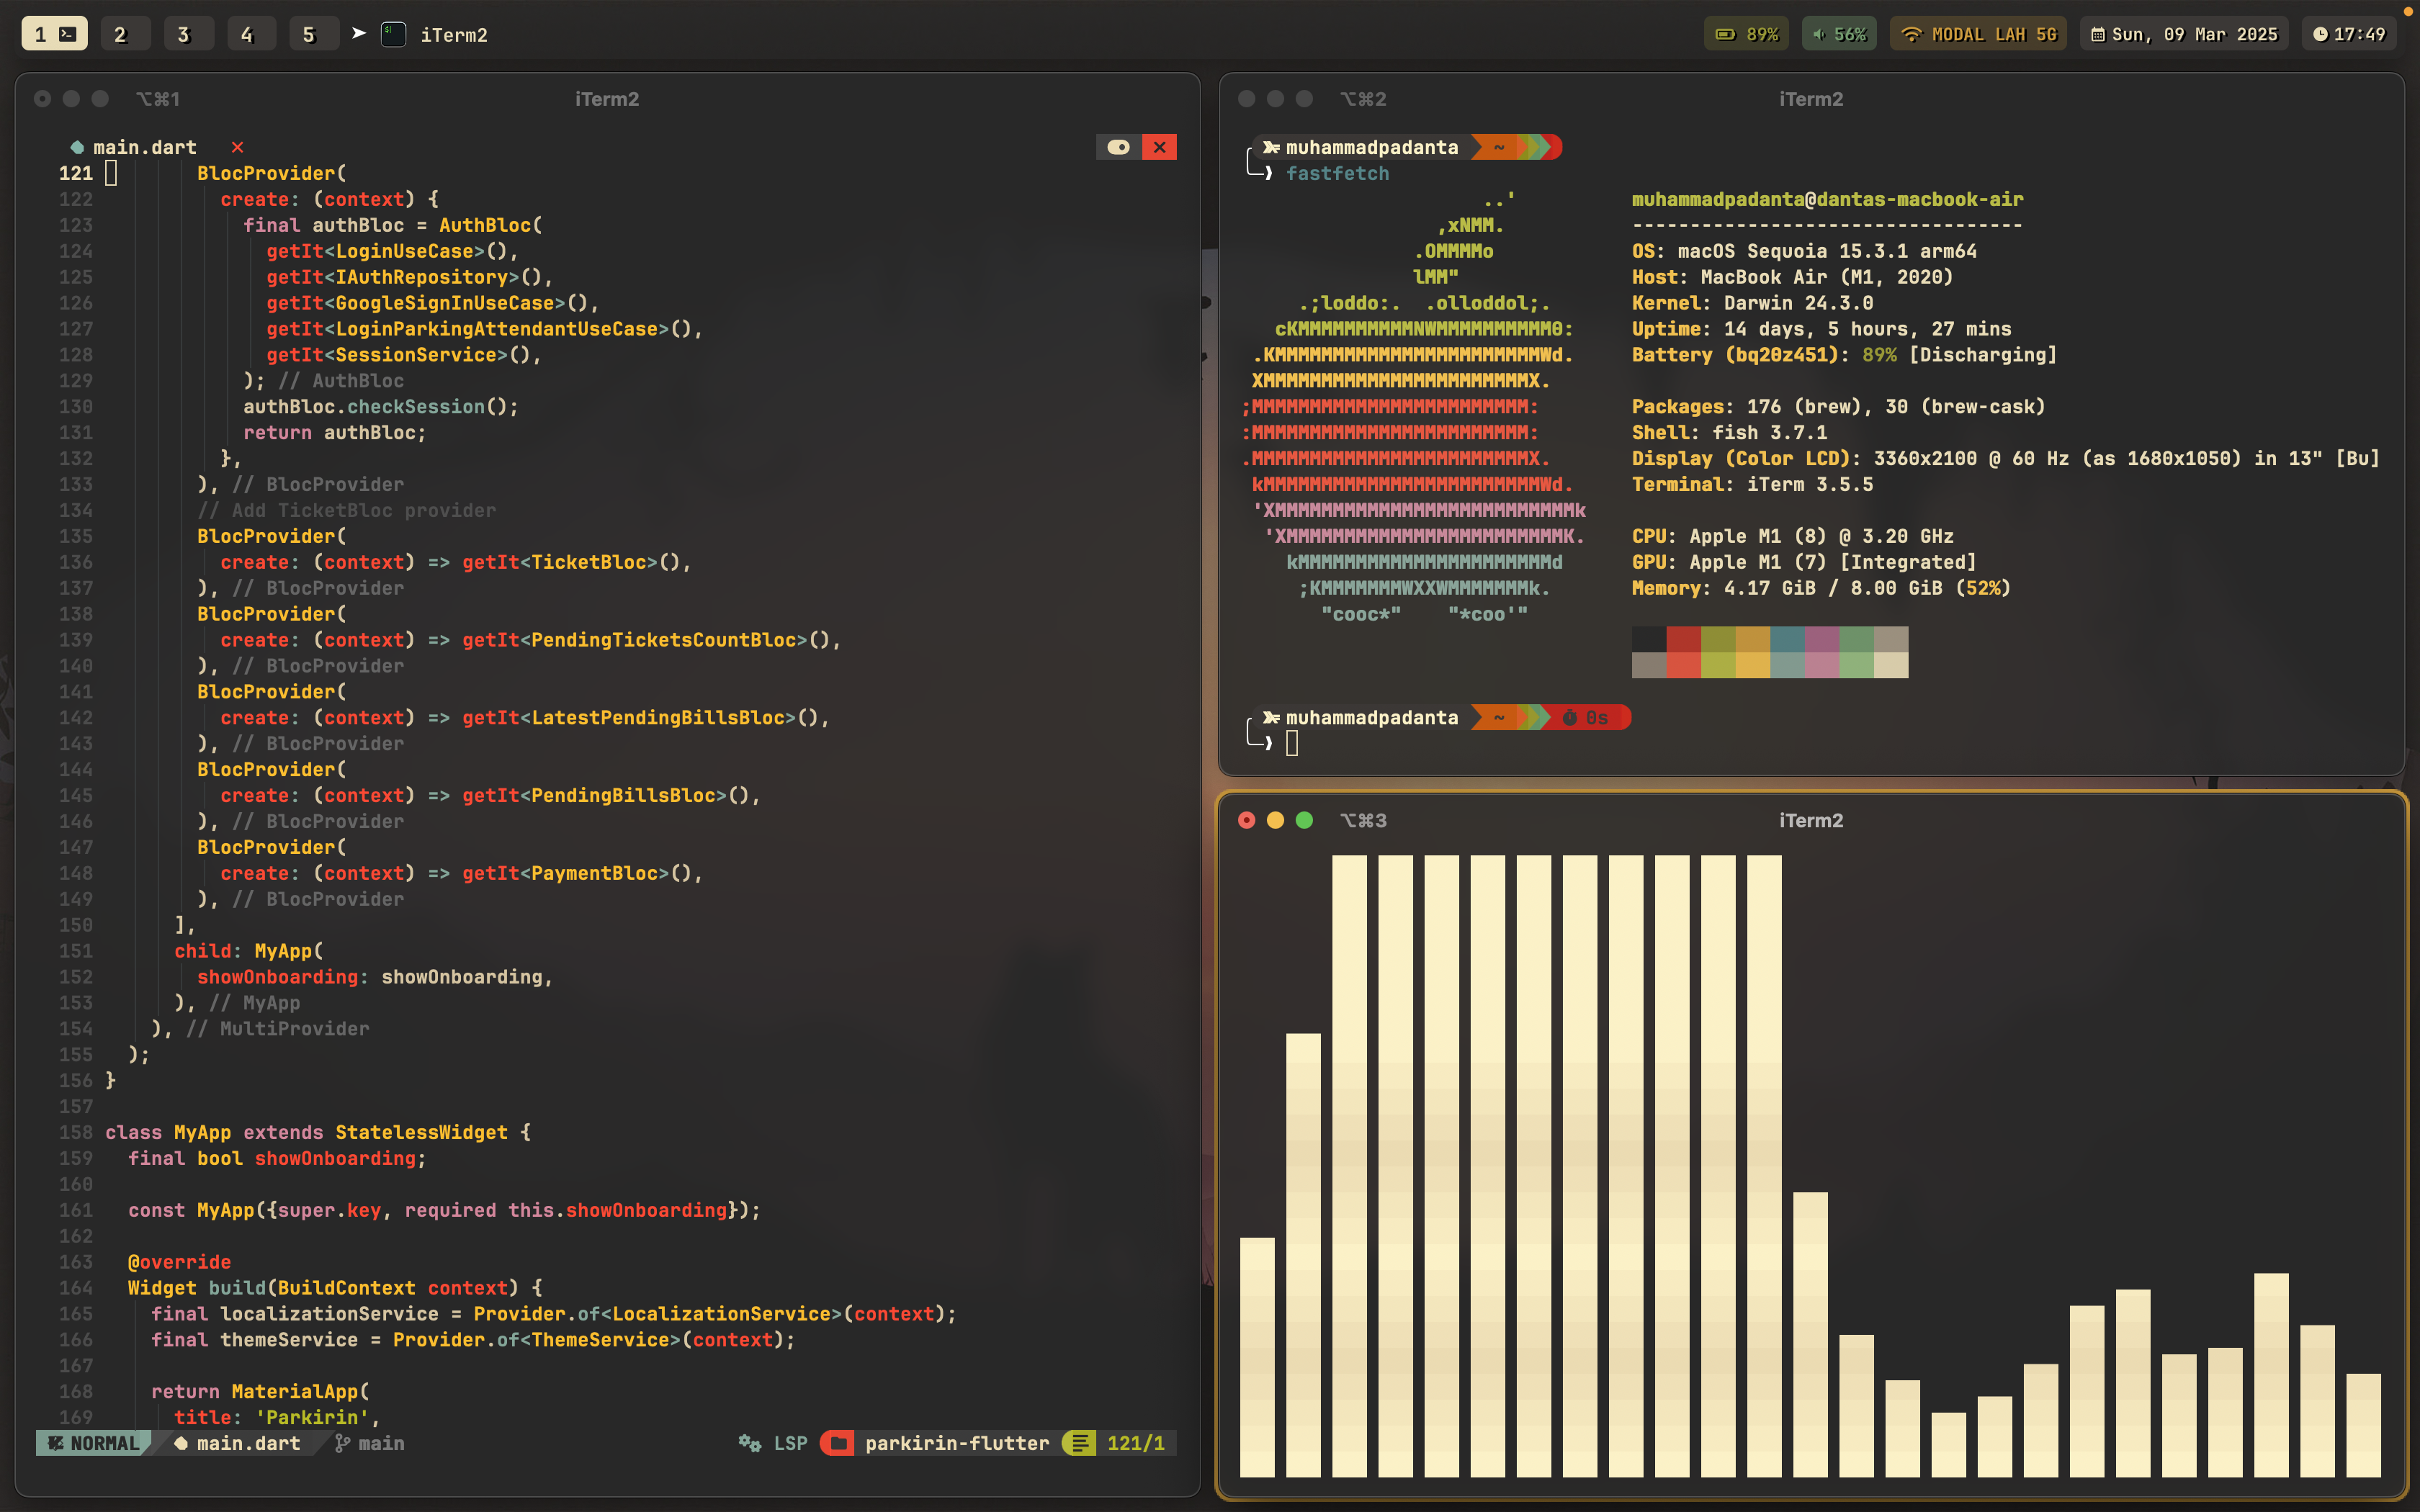 1 2 3 4 5 iTerm2
89% 56% MODAL LAH 5G Sun, 09 Mar 2025 17:49
⌥⌘1 iTerm2
main.dart
121 BlocProvider(
122 create: (context) {
123 final authBloc = AuthBloc(
124 getIt<LoginUseCase>(),
125 getIt<IAuthRepository>(),
126 getIt<GoogleSignInUseCase>(),
127 getIt<LoginParkingAttendantUseCase>(),
128 getIt<SessionService>(),
129 ); // AuthBloc
130 authBloc.checkSession();
131 return authBloc;
132 },
133 ), // BlocProvider
134 // Add TicketBloc provider
135 BlocProvider(
136 create: (context) => getIt<TicketBloc>(),
137 ), // BlocProvider
138 BlocProvider(
139 create: (context) => getIt<PendingTicketsCountBloc>(),
140 ), // BlocProvider
141 BlocProvider(
142 create: (context) => getIt<LatestPendingBillsBloc>(),
143 ), // BlocProvider
144 BlocProvider(
145 create: (context) => getIt<PendingBillsBloc>(),
146 ), // BlocProvider
147 BlocProvider(
148 create: (context) => getIt<PaymentBloc>(),
149 ), // BlocProvider
150 ],
151 child: MyApp(
152 showOnboarding: showOnboarding,
153 ), // MyApp
154 ), // MultiProvider
155 );
156 }
157
158 class MyApp extends StatelessWidget {
159 final bool showOnboarding;
160
161 const MyApp({super.key, required this.showOnboarding});
162
163 @override
164 Widget build(BuildContext context) {
165 final localizationService = Provider.of<LocalizationService>(context);
166 final themeService = Provider.of<ThemeService>(context);
167
168 return MaterialApp(
169 title: 'Parkirin',
NORMAL main.dart main LSP parkirin-flutter 121/1
⌥⌘2 iTerm2
muhammadpadanta ~
fastfetch
..'
,xNMM.
.OMMMMo
lMM"
.;loddo:. .olloddol;.
cKMMMMMMMMMMNWMMMMMMMMMM0:
.KMMMMMMMMMMMMMMMMMMMMMMMWd.
XMMMMMMMMMMMMMMMMMMMMMMMX.
;MMMMMMMMMMMMMMMMMMMMMMMM:
:MMMMMMMMMMMMMMMMMMMMMMMM:
.MMMMMMMMMMMMMMMMMMMMMMMMX.
kMMMMMMMMMMMMMMMMMMMMMMMMWd.
'XMMMMMMMMMMMMMMMMMMMMMMMMMMk
'XMMMMMMMMMMMMMMMMMMMMMMMMK.
kMMMMMMMMMMMMMMMMMMMMMMd
;KMMMMMMMWXXWMMMMMMMk.
"cooc*" "*coo'"
muhammadpadanta@dantas-macbook-air
----------------------------------
OS: macOS Sequoia 15.3.1 arm64
Host: MacBook Air (M1, 2020)
Kernel: Darwin 24.3.0
Uptime: 14 days, 5 hours, 27 mins
Battery (bq20z451): 89% [Discharging]
Packages: 176 (brew), 30 (brew-cask)
Shell: fish 3.7.1
Display (Color LCD): 3360x2100 @ 60 Hz (as 1680x1050) in 13" [Bu]
Terminal: iTerm 3.5.5
CPU: Apple M1 (8) @ 3.20 GHz
GPU: Apple M1 (7) [Integrated]
Memory: 4.17 GiB / 8.00 GiB (52%)
muhammadpadanta ~ 0s
⌥⌘3 iTerm2